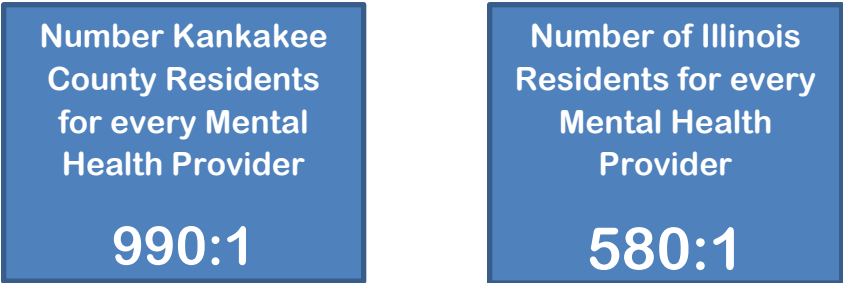 Number Kankakee
County Residents
for every Mental
Health Provider
990:1
Number of Illinois
Residents for every
Mental Health
Provider
580:1